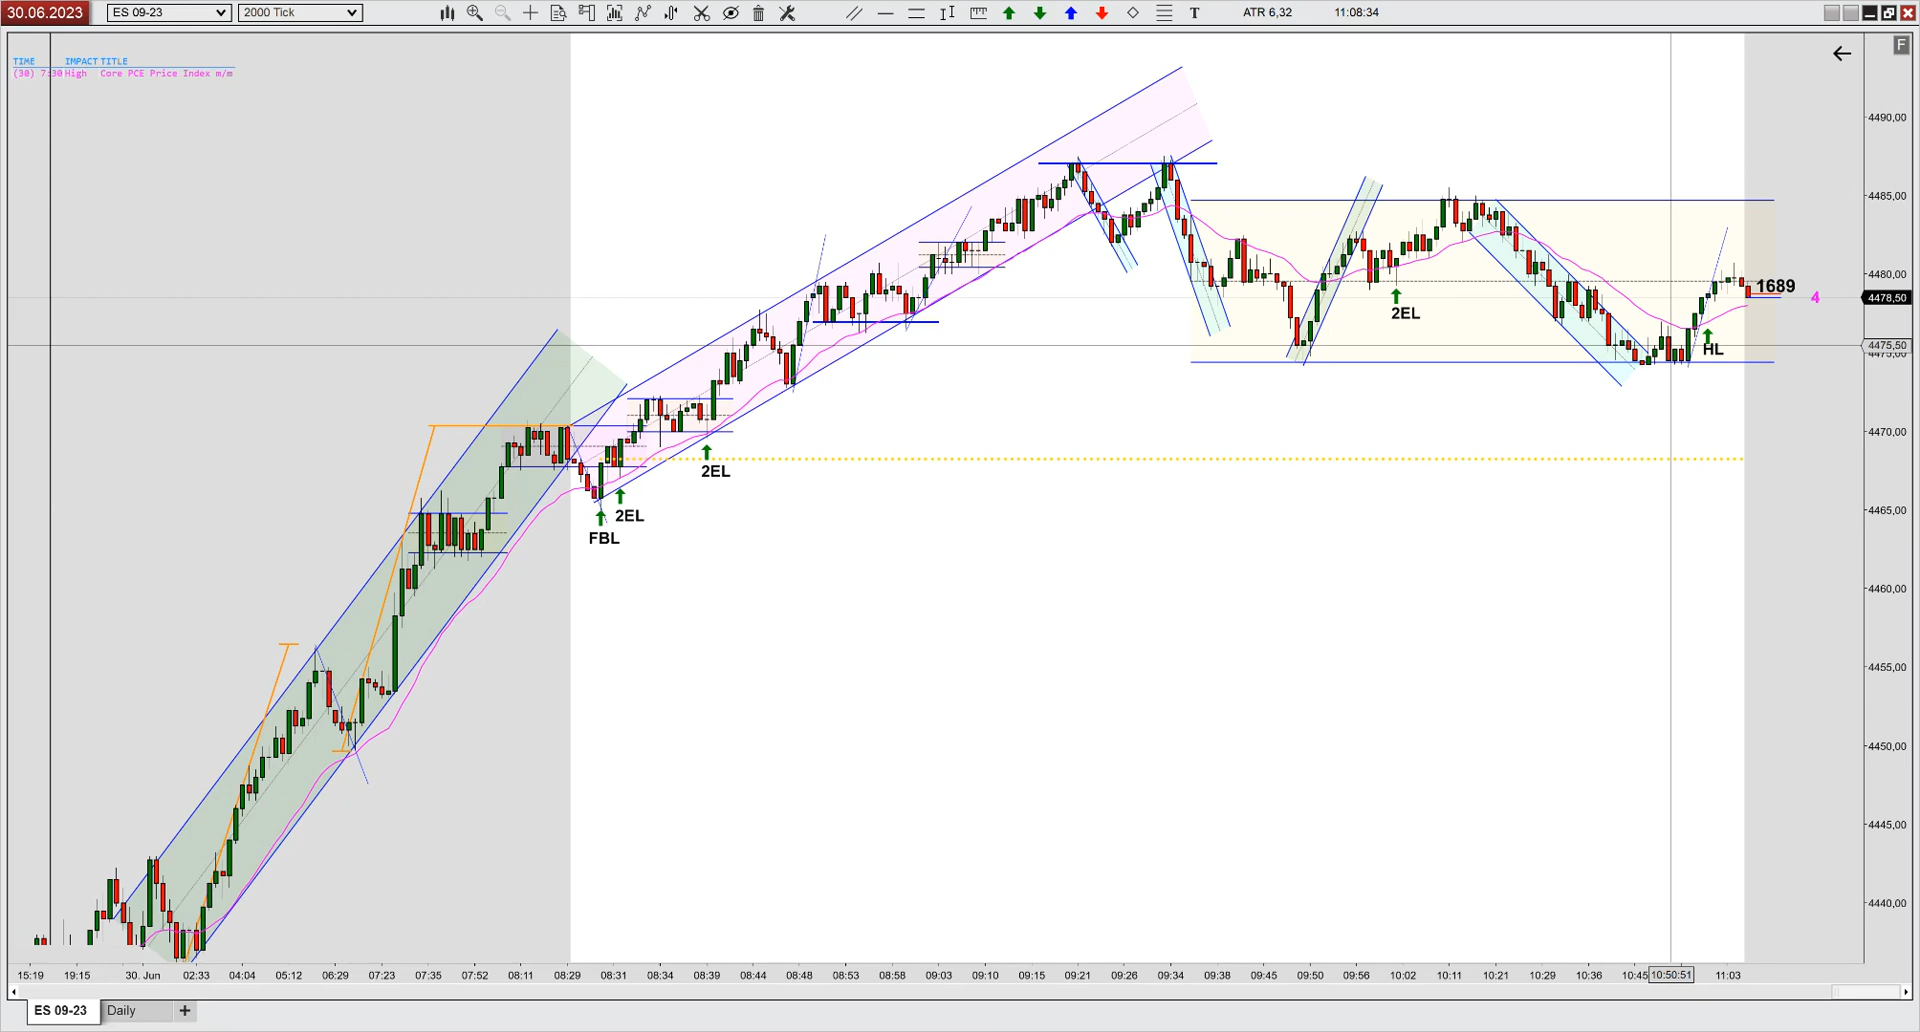 30.06.2023 ES 09-23 2000 Tick T ATR 6,32 11:08:34
F
TIME IMPACT TITLE
(30) 7:30 High Core PCE Price Index m/m
4490,00
4485,00
4480,00
1689
4
4478,50
2EL
4475,50
HL
4475,00
4470,00
2EL
4465,00
2EL
FBL
4460,00
4455,00
4450,00
4445,00
4440,00
15:19 19:15 30. Jun 02:33 04:04 05:12 06:29 07:23 07:35 07:52 08:11 08:29 08:31 08:34 08:39 08:44 08:48 08:53 08:58 09:03 09:10 09:15 09:21 09:26 09:34 09:38 09:45 09:50 09:56 10:02 10:11 10:21 10:29 10:36 10:45 10:50:51 11:03
ES 09-23 Daily +